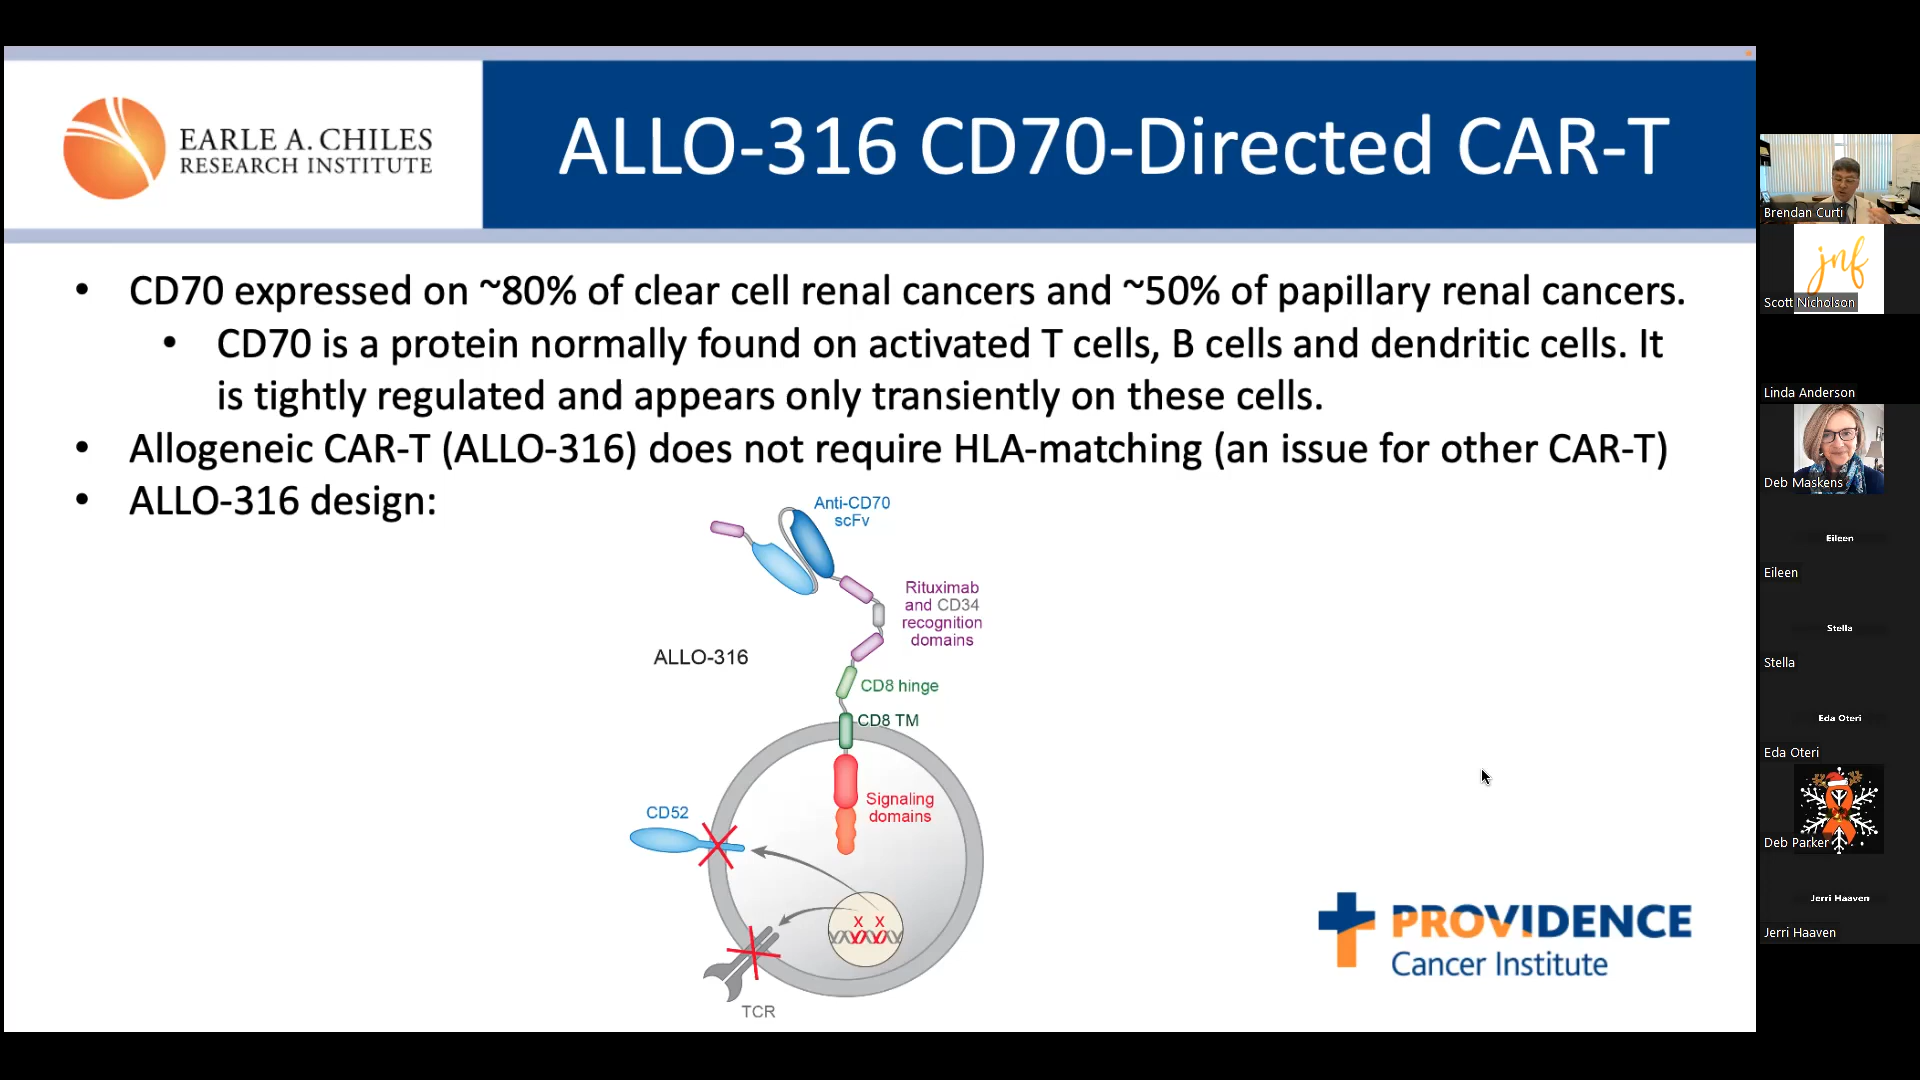 EARLE A. CHILES
RESEARCH INSTITUTE
ALLO-316 CD70-Directed CAR-T
• CD70 expressed on ~80% of clear cell renal cancers and ~50% of papillary renal cancers.
• CD70 is a protein normally found on activated T cells, B cells and dendritic cells. It
is tightly regulated and appears only transiently on these cells.
• Allogeneic CAR-T (ALLO-316) does not require HLA-matching (an issue for other CAR-T)
• ALLO-316 design:
Anti-CD70
scFv
Rituximab
and CD34
recognition
domains
ALLO-316
CD8 hinge
CD8 TM
Signaling
domains
CD52
X X
TCR
PROVIDENCE
Cancer Institute
Brendan Curti
jnf
Scott Nicholson
Linda Anderson
Deb Maskens
Eileen
Eileen
Stella
Stella
Eda Oteri
Eda Oteri
Deb Parker
Jerri Haaven
Jerri Haaven